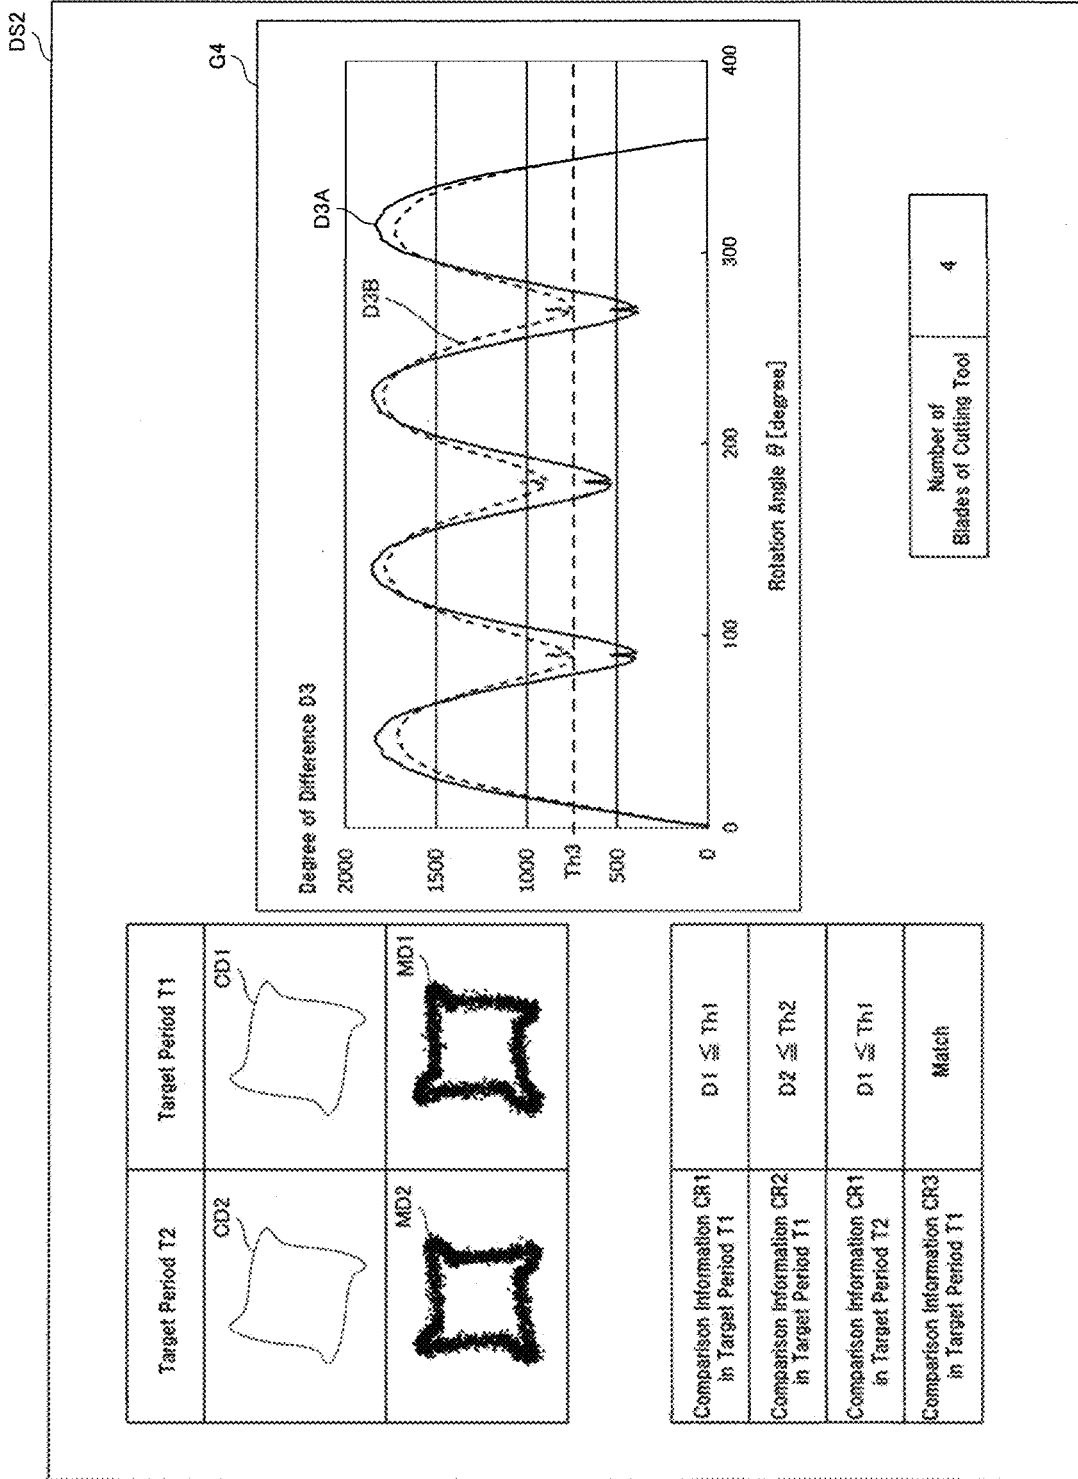 DS2
Target Period T2
Target Period T1
CD2
CD1
MD2
MD1
G4
Degree of Difference D3
2000
1500
1000
Th3
500
0
0
100
200
300
400
D3B
D3A
Rotation Angle θ [degree]
Comparison Information CR1
in Target Period T1
D1 ≦ Th1
Comparison Information CR2
in Target Period T1
D2 ≦ Th2
Comparison Information CR1
in Target Period T2
D1 ≦ Th1
Comparison Information CR3
in Target Period T1
Match
Number of
Blades of Cutting Tool
4